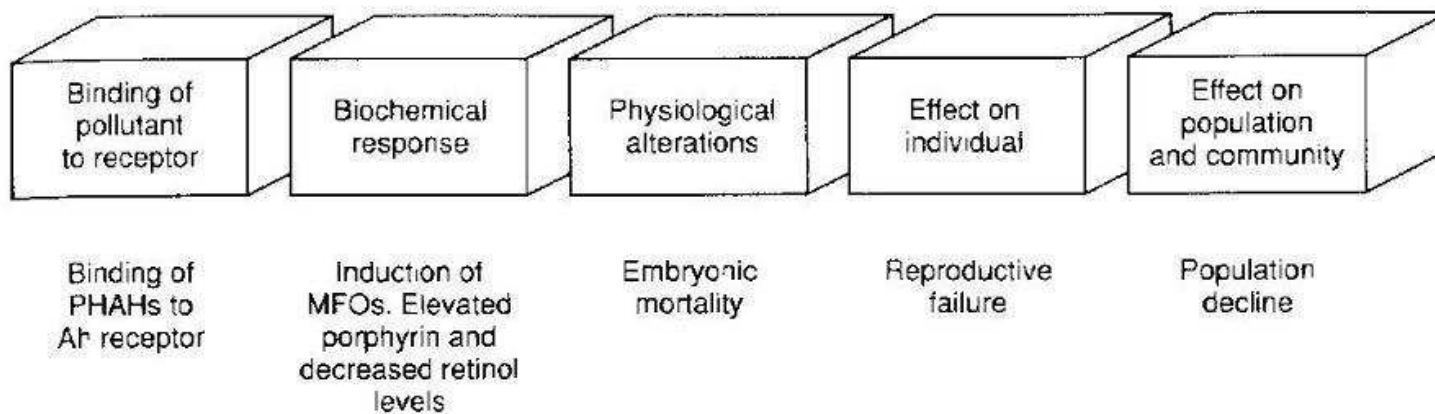 Binding of
pollutant
to receptor
Biochemical
response
Physiological
alterations
Effect on
individual
Effect on
population
and community
Binding of
PHAHs to
Ah receptor
Induction of
MFOs. Elevated
porphyrin and
decreased retinol
levels
Embryonic
mortality
Reproductive
failure
Population
decline